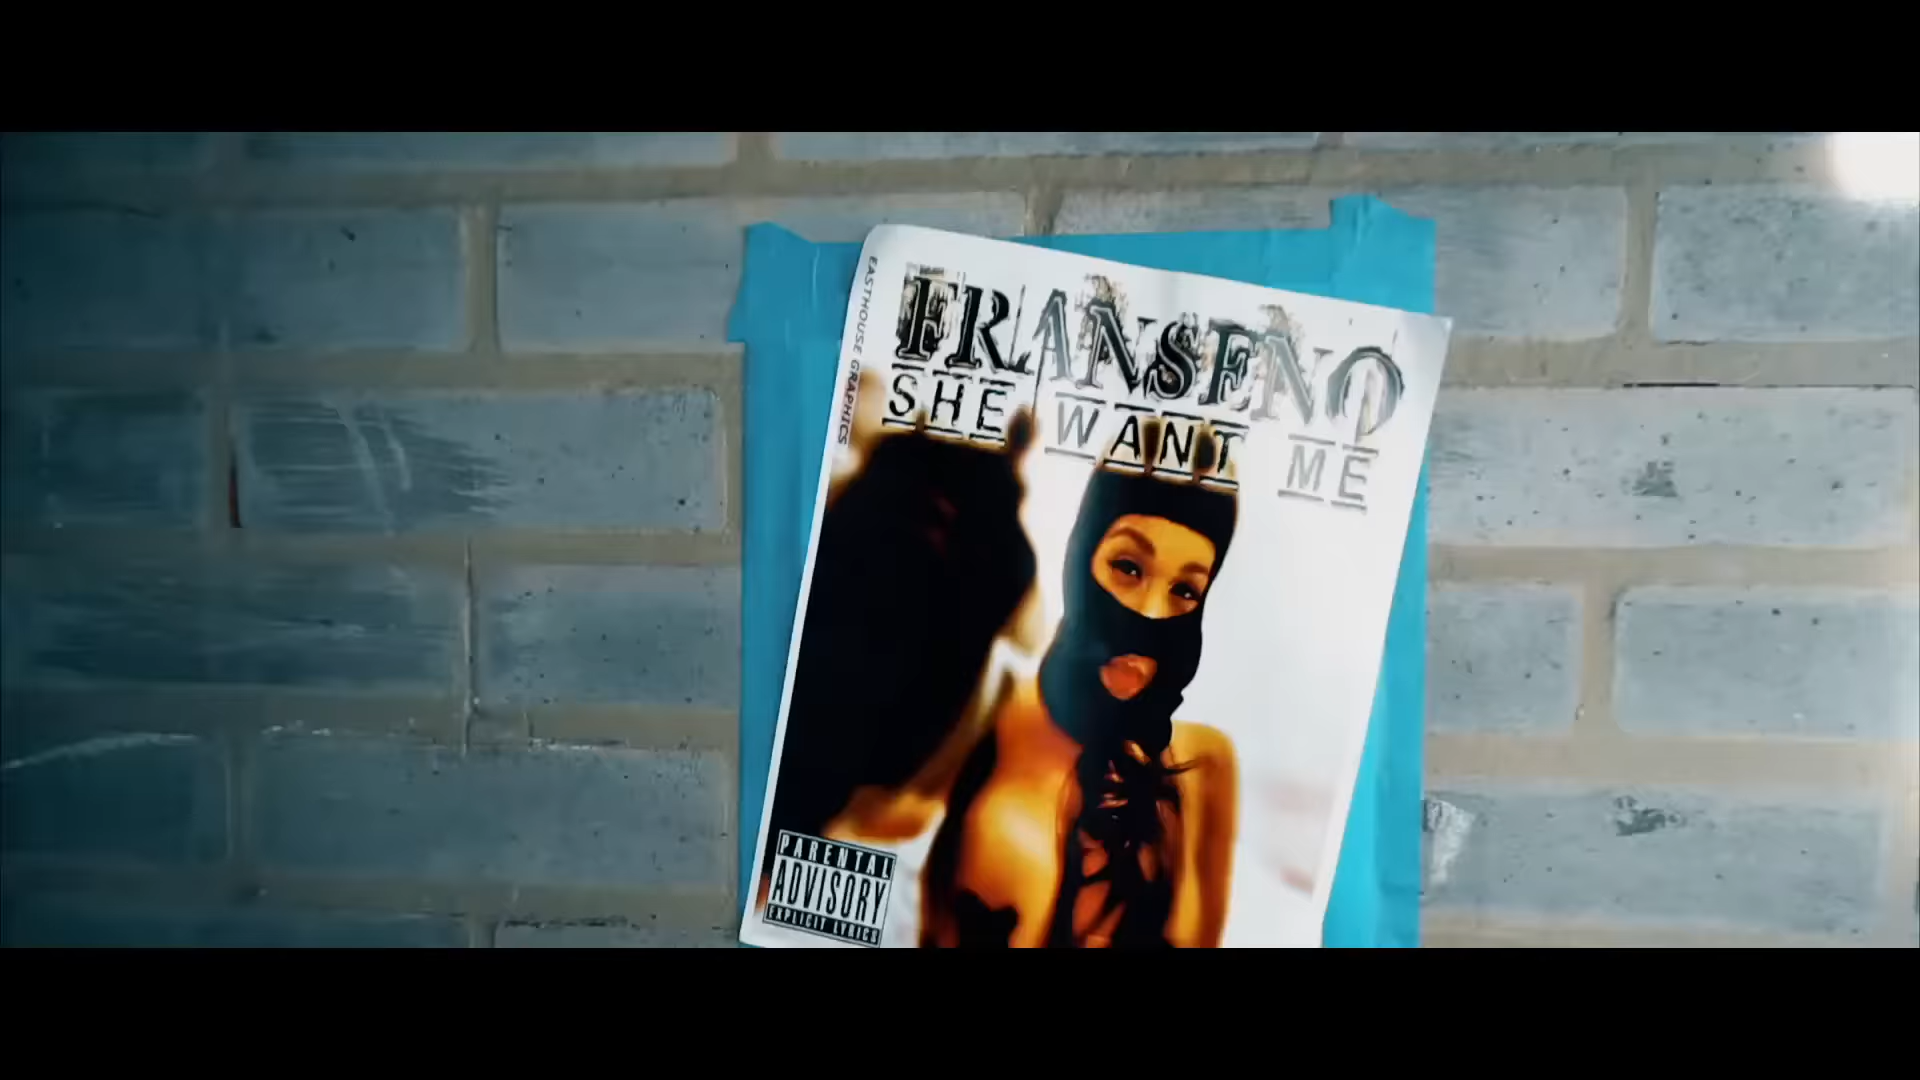 EASTHOUSE GRAPHICS
FRANSENO
SHE WANT ME
PARENTAL
ADVISORY
EXPLICIT LYRICS